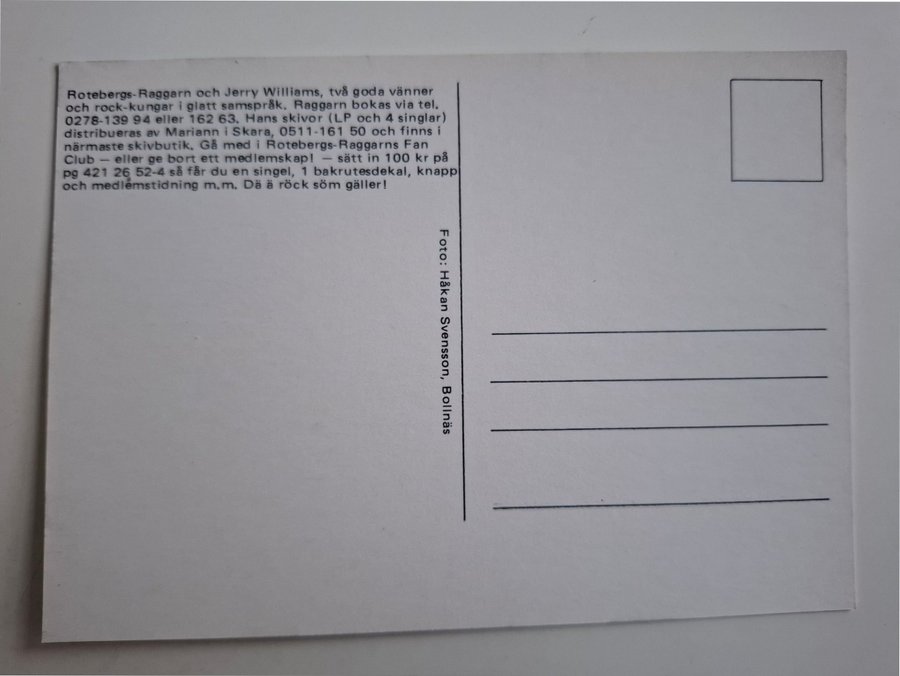 Rotebergs-Raggarn och Jerry Williams, två goda vänner
och rock-kungar i glatt samspråk. Raggarn bokas via tel.
0278-139 94 eller 162 63. Hans skivor (LP och 4 singlar)
distribueras av Mariann i Skara, 0511-161 50 och finns i
närmaste skivbutik. Gå med i Rotebergs-Raggarns Fan
Club — eller ge bort ett medlemskap! — sätt in 100 kr på
pg 421 26 52-4 så får du en singel, 1 bakrutesdekal, knapp
och medlemstidning m.m. Dä ä röck söm gäller!
Foto: Håkan Svensson, Bollnäs